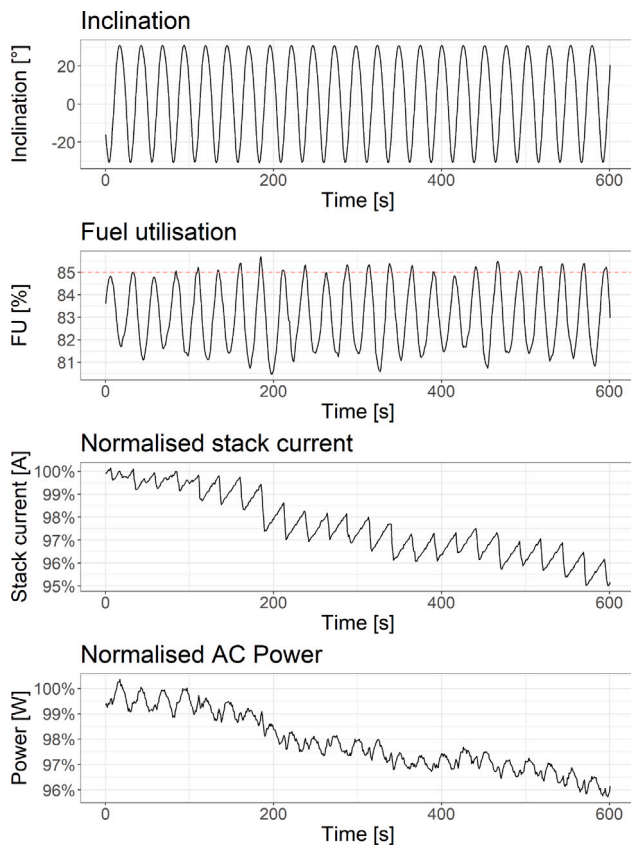 Inclination
Inclination [°]
20
0
-20
0
200
400
600
Time [s]
Fuel utilisation
FU [%]
85
84
83
82
81
0
200
400
600
Time [s]
Normalised stack current
Stack current [A]
100%
99%
98%
97%
96%
95%
0
200
400
600
Time [s]
Normalised AC Power
Power [W]
100%
99%
98%
97%
96%
0
200
400
600
Time [s]